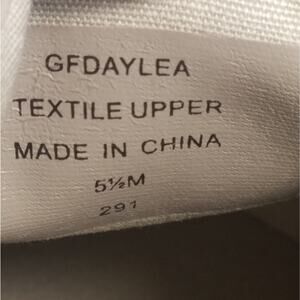 GFDAYLEA
TEXTILE UPPER
MADE IN CHINA
5½M
291